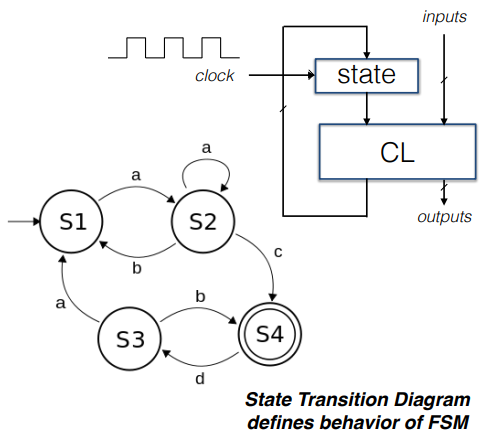 inputs
clock
state
CL
outputs
a
a
S1
S2
b
c
a
b
S3
S4
d
State Transition Diagram
defines behavior of FSM